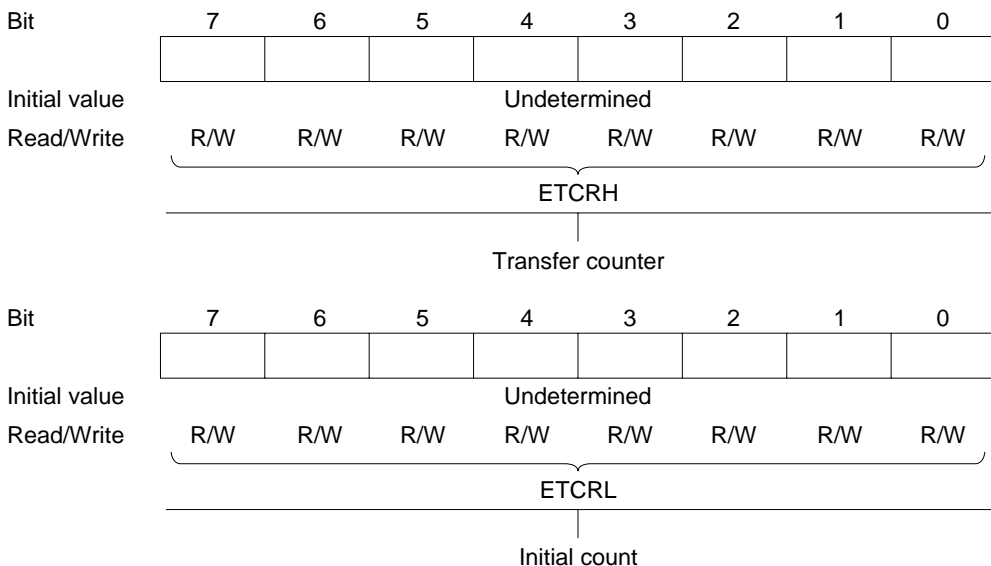 Bit 7 6 5 4 3 2 1 0
Initial value Undetermined
Read/Write R/W R/W R/W R/W R/W R/W R/W R/W
ETCRH
Transfer counter
Bit 7 6 5 4 3 2 1 0
Initial value Undetermined
Read/Write R/W R/W R/W R/W R/W R/W R/W R/W
ETCRL
Initial count